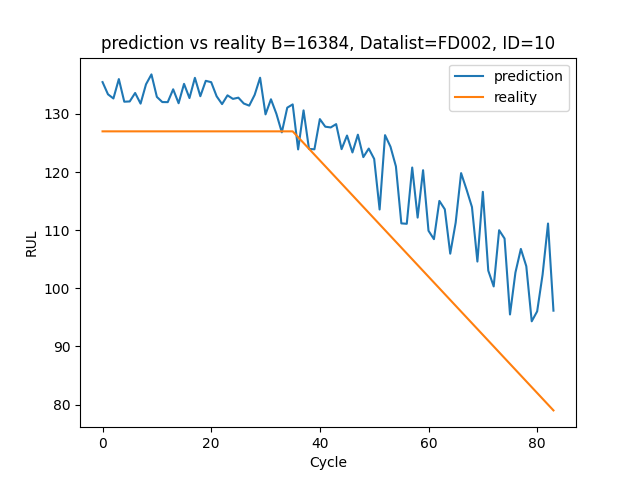 prediction vs reality B=16384, Datalist=FD002, ID=10
prediction
reality
RUL
130
120
110
100
90
80
0 20 40 60 80
Cycle